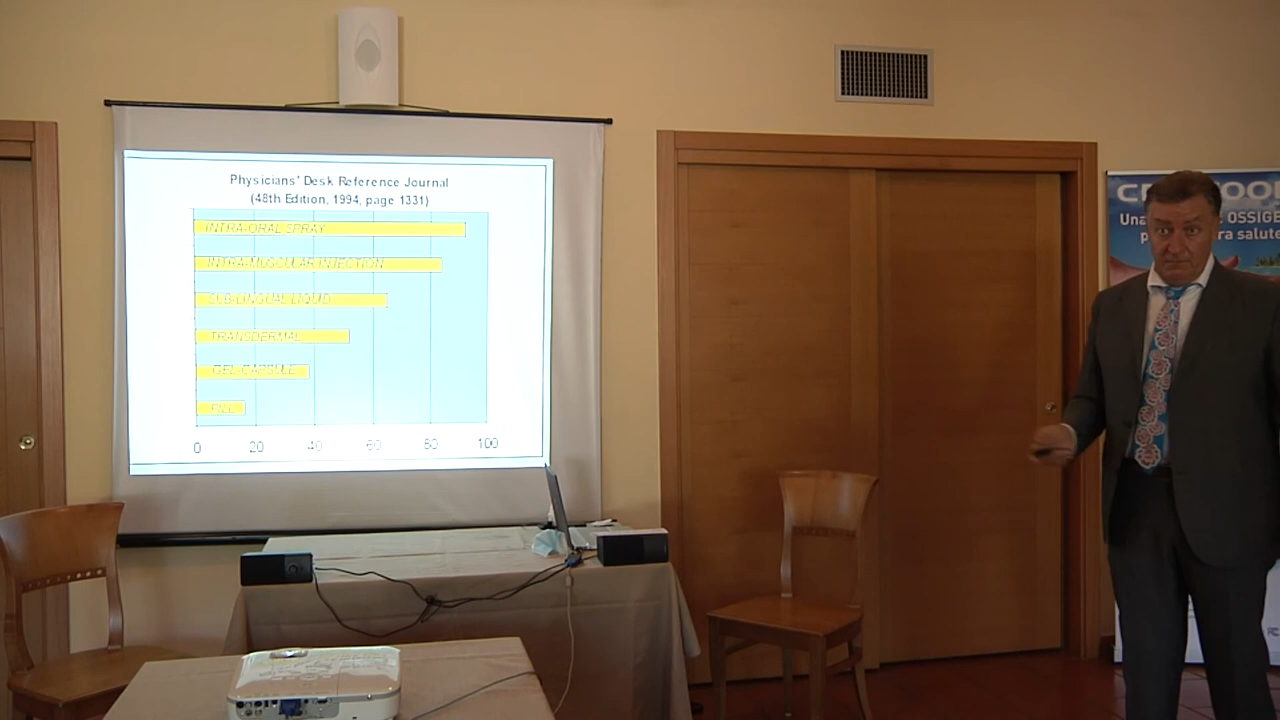 Physicians' Desk Reference Journal
(48th Edition, 1994, page 1331)
INTRA-ORAL SPRAY
INTRA-MUSCULAR INJECTION
SUB-LINGUAL LIQUID
TRANSDERMAL
GEL-CAPSULE
PILL
0 20 40 60 80 100
Una OSSIGE
p ra salute